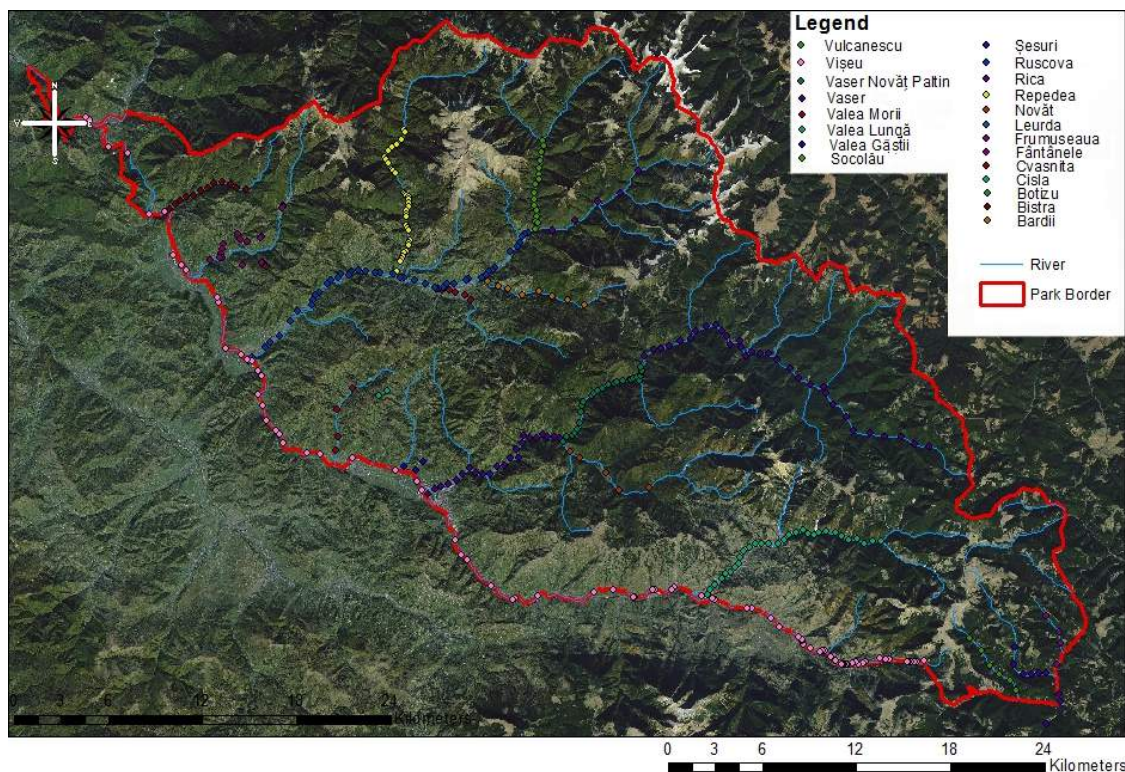 Legend
Vulcanescu
Vișeu
Vaser Novăț Paltin
Vaser
Valea Morii
Valea Lungă
Valea Găștii
Socolău
Șesuri
Ruscova
Rica
Repedea
Novăt
Leurda
Frumuseaua
Fântânele
Cvasnita
Cisla
Botizu
Bistra
Bardii
River
Park Border
N
0 3 6 12 18 24
Kilometers
0 3 6 12 18 24
Kilometers